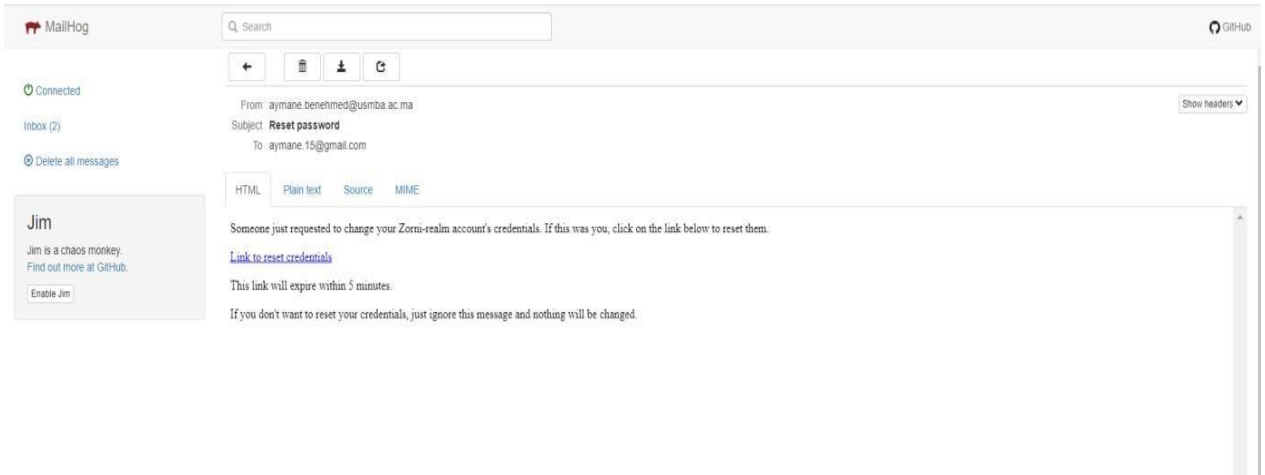 MailHog
Search
GitHub
Connected
Inbox (2)
Delete all messages
Jim
Jim is a chaos monkey.
Find out more at GitHub.
Enable Jim
From aymane.benehmed@usmba.ac.ma
Subject Reset password
To aymane.15@gmail.com
Show headers
HTML Plain text Source MIME
Someone just requested to change your Zorni-realm account's credentials. If this was you, click on the link below to reset them.
Link to reset credentials
This link will expire within 5 minutes.
If you don't want to reset your credentials, just ignore this message and nothing will be changed.